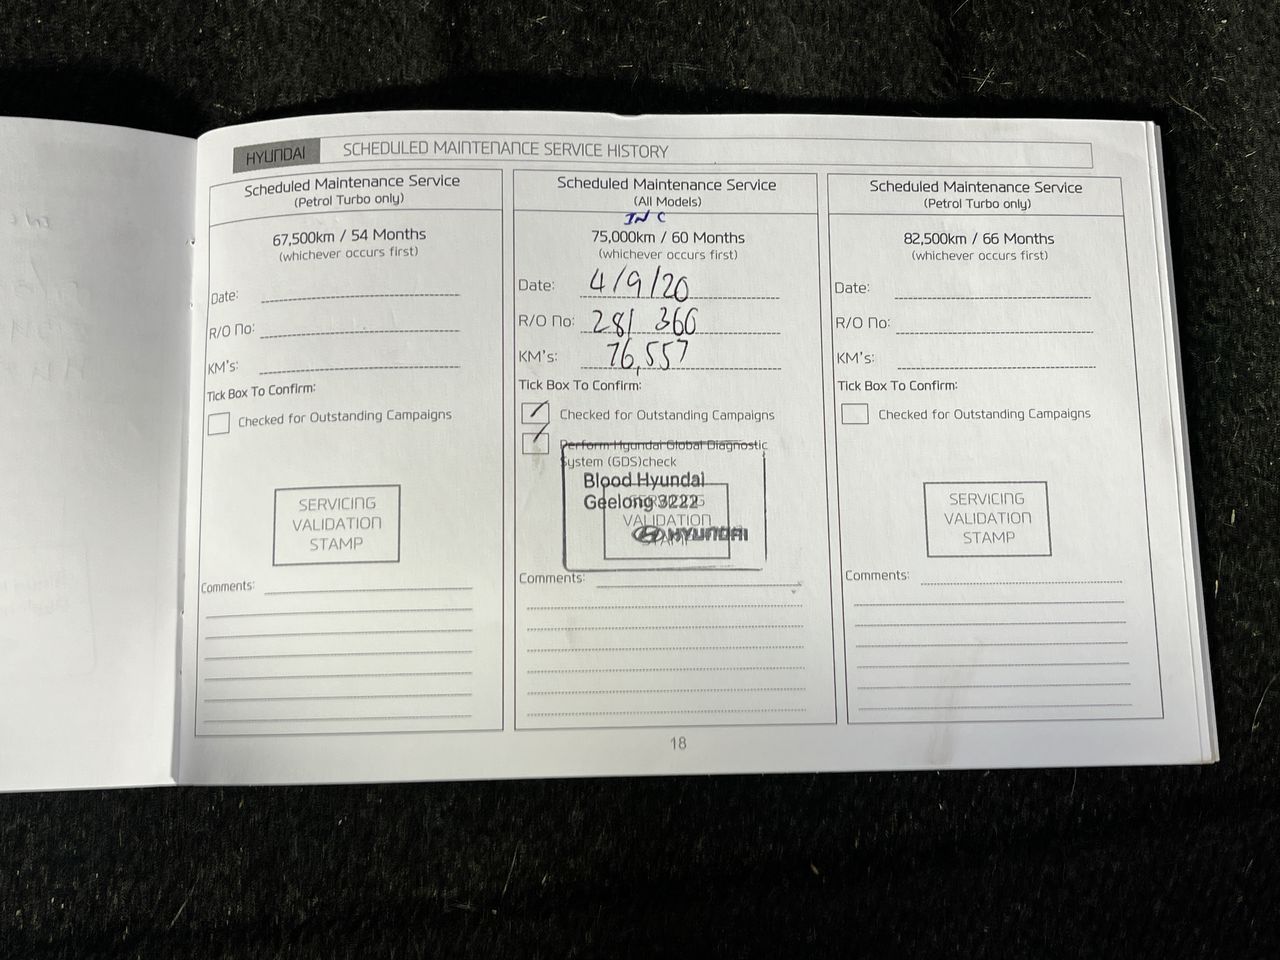 HYUNDAI SCHEDULED MAINTENANCE SERVICE HISTORY
Scheduled Maintenance Service
(Petrol Turbo only)
67,500km / 54 Months
(whichever occurs first)
Date:
R/O No:
KM's:
Tick Box To Confirm:
Checked for Outstanding Campaigns
SERVICING
VALIDATION
STAMP
Comments:
Scheduled Maintenance Service
(All Models)
IN C
75,000km / 60 Months
(whichever occurs first)
Date: 4/9/20
R/O No: 281 366
KM's: 76,557
Tick Box To Confirm:
Checked for Outstanding Campaigns
Perform Hyundai Global Diagnostic
System (GDS)check
Blood Hyundai
Geelong 3222
SERVICING
VALIDATION
STAMP
HYUNDAI
Comments:
Scheduled Maintenance Service
(Petrol Turbo only)
82,500km / 66 Months
(whichever occurs first)
Date:
R/O No:
KM's:
Tick Box To Confirm:
Checked for Outstanding Campaigns
SERVICING
VALIDATION
STAMP
Comments:
18